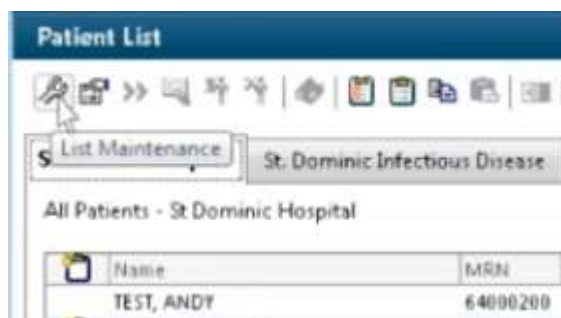 Patient List
List Maintenance
S St. Dominic Infectious Disease
All Patients - St Dominic Hospital
Name MRN
TEST, ANDY 64000200